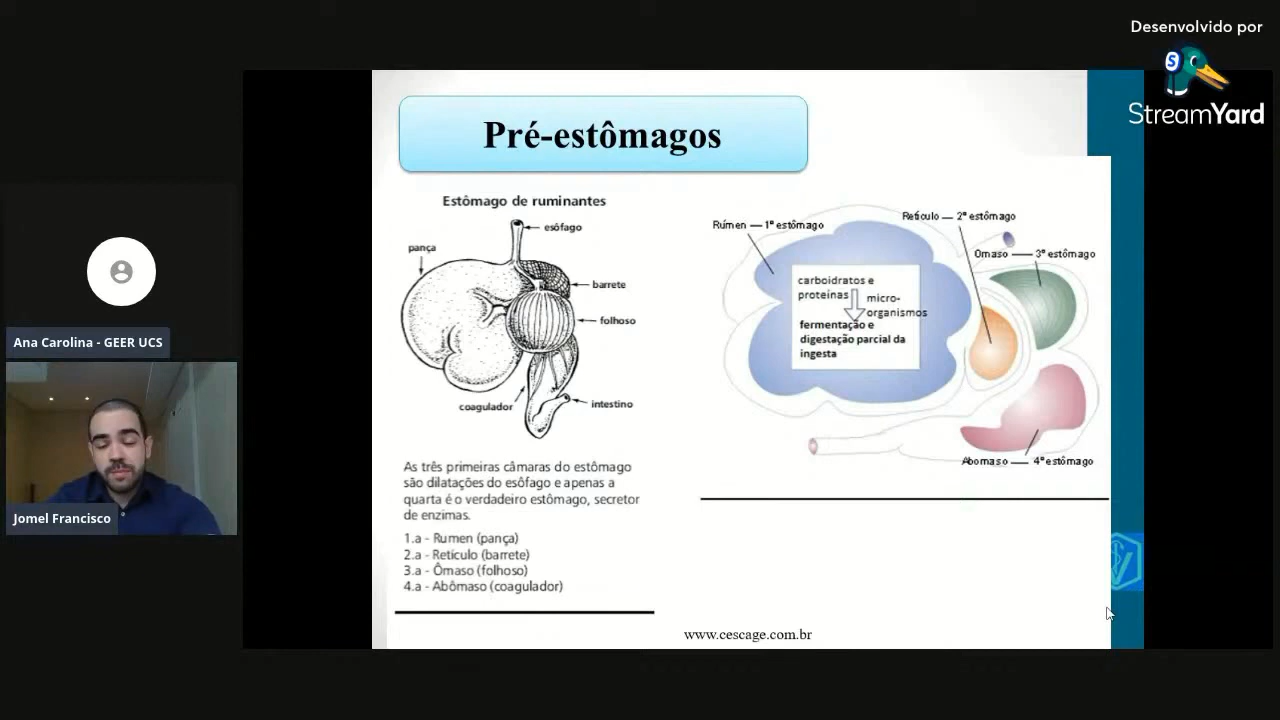 Desenvolvido por
StreamYard
Pré-estômagos
Estômago de ruminantes
esôfago
pança
barrete
folhoso
coagulador
intestino
As três primeiras câmaras do estômago
são dilatações do esôfago e apenas a
quarta é o verdadeiro estômago, secretor
de enzimas.
1.a - Rumen (pança)
2.a - Retículo (barrete)
3.a - Ômaso (folhoso)
4.a - Abômaso (coagulador)
Rúmen — 1º estômago
Retículo — 2º estômago
Omaso — 3º estômago
carboidratos e
proteínas
micro-
organismos
fermentação e
digestação parcial da
ingesta
Abomaso — 4º estômago
www.cescage.com.br
Ana Carolina - GEER UCS
Jomel Francisco